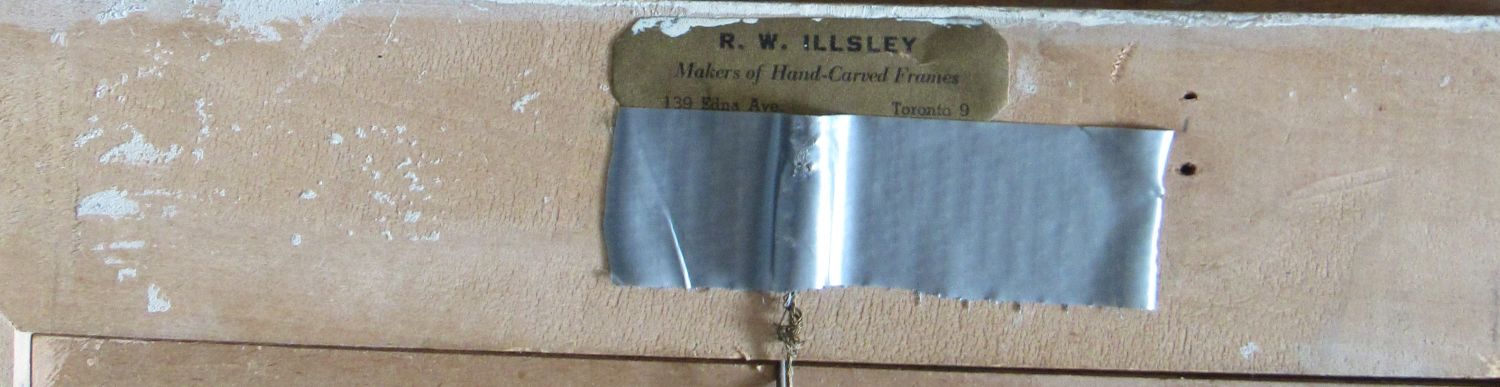 R. W. ILLSLEY
Makers of Hand-Carved Frames
139 Edna Ave Toronto 9